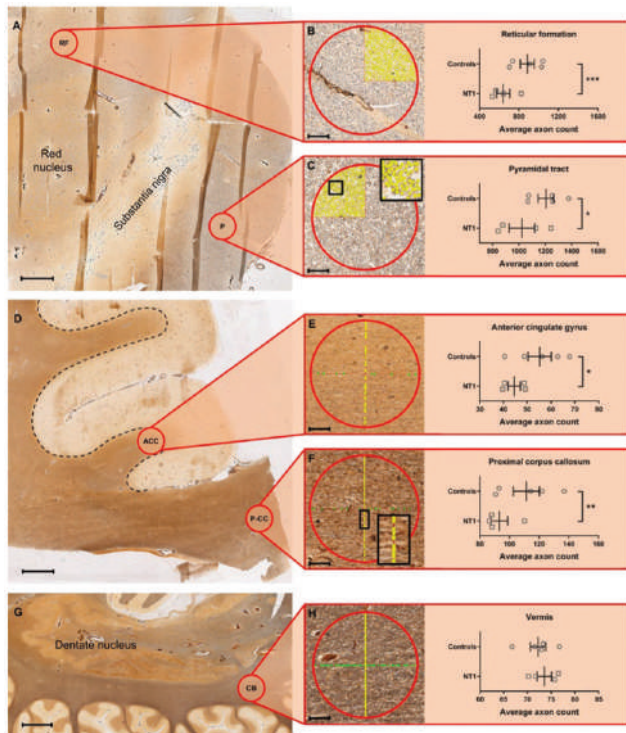 A
RF
Red
nucleus
Substantia nigra
P
B
Reticular formation
Controls
NT1
***
400
800
1200
1600
Average axon count
C
Pyramidal tract
Controls
NT1
*
400
800
1200
1600
Average axon count
D
ACC
P-CC
E
Anterior cingulate gyrus
Controls
NT1
*
30
40
50
60
70
80
Average axon count
F
Proximal corpus callosum
Controls
NT1
**
80
100
120
140
160
Average axon count
G
Dentate nucleus
CB
H
Vermis
Controls
NT1
65
70
75
80
85
Average axon count